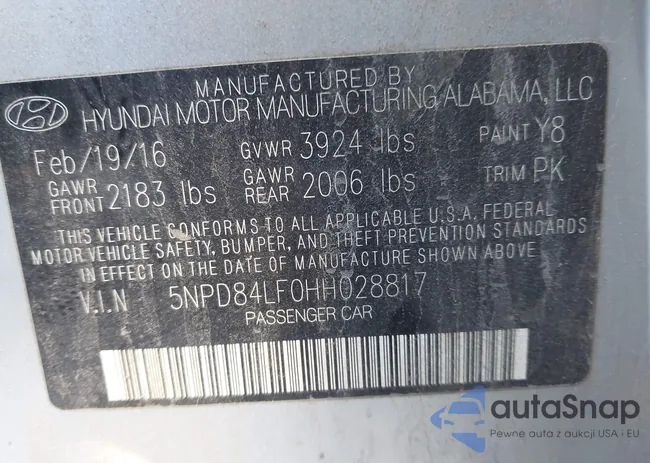 MANUFACTURED BY
HYUNDAI MOTOR MANUFACTURING ALABAMA, LLC
Feb/19/16 GVWR 3924 lbs PAINT Y8
GAWR FRONT 2183 lbs GAWR REAR 2006 lbs TRIM PK
THIS VEHICLE CONFORMS TO ALL APPLICABLE U.S.A. FEDERAL
MOTOR VEHICLE SAFETY, BUMPER, AND THEFT PREVENTION STANDARDS
IN EFFECT ON THE DATE OF MANUFACTURE SHOWN ABOVE
V.I.N 5NPD84LF0HH028817
PASSENGER CAR
autaSnap
Pewne auta z aukcji USA i EU